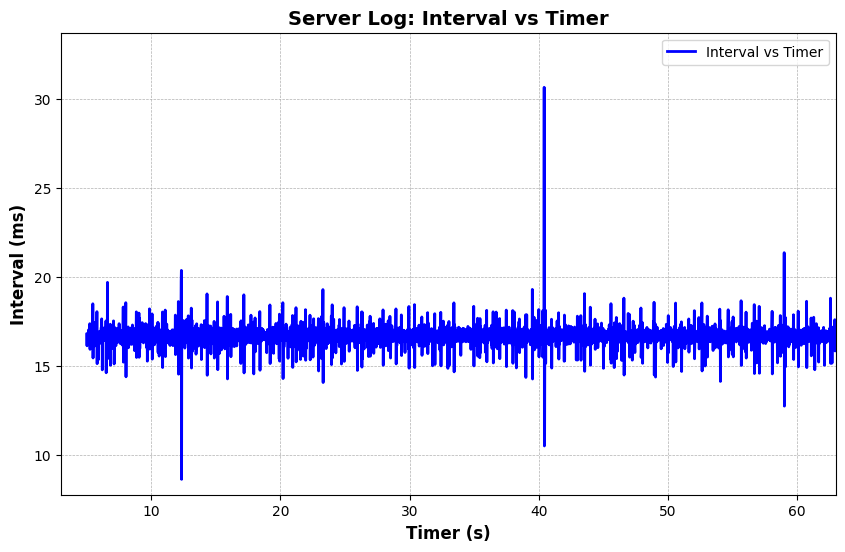 Server Log: Interval vs Timer
Interval vs Timer
30
25
20
15
10
Interval (ms)
10 20 30 40 50 60
Timer (s)